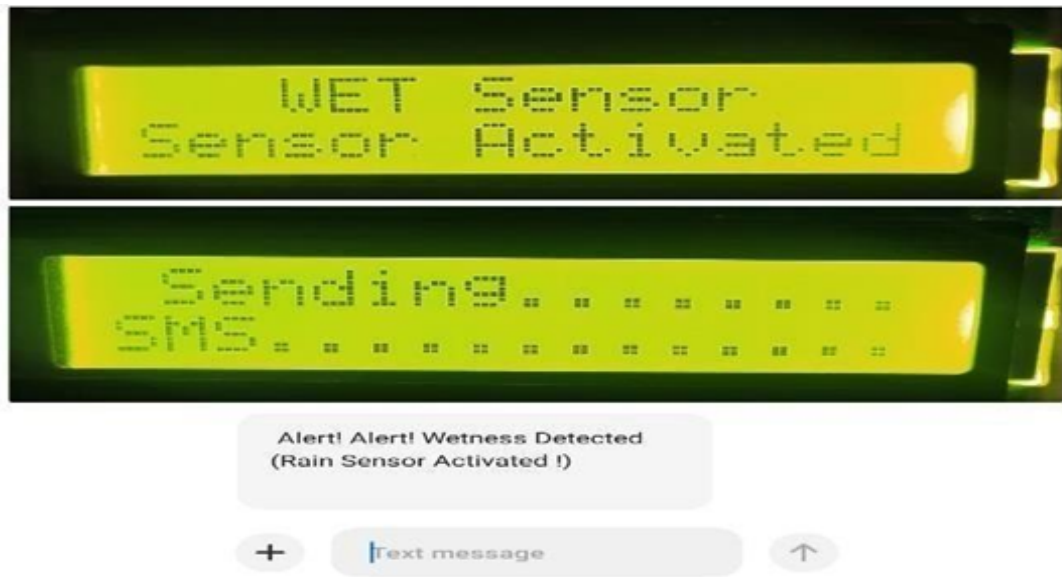 WET Sensor
Sensor Activated
Sending........
SMS.............
Alert! Alert! Wetness Detected
(Rain Sensor Activated !)
Text message